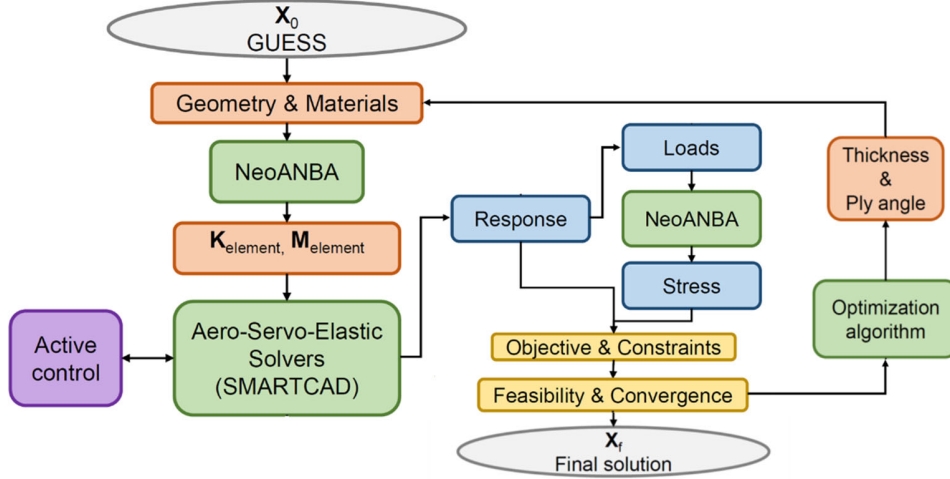 X₀
GUESS
Geometry & Materials
NeoANBA
Kelement, Melement
Aero-Servo-Elastic
Solvers
(SMARTCAD)
Active
control
Response
Loads
NeoANBA
Stress
Objective & Constraints
Feasibility & Convergence
Xf
Final solution
Optimization
algorithm
Thickness
&
Ply angle